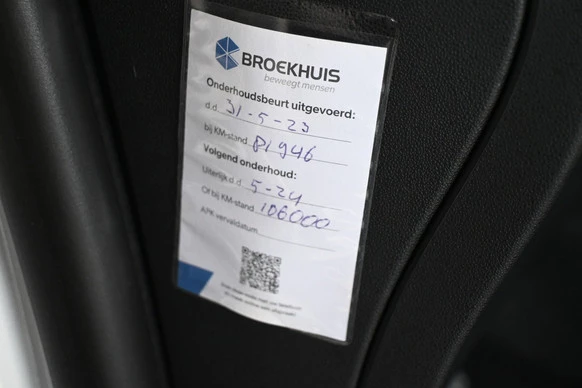 BROEKHUIS
beweegt mensen
Onderhoudsbeurt uitgevoerd:
d.d. 31-5-23
bij KM-stand 81946
Volgend onderhoud:
Uiterlijk d.d. 5-24
Of bij KM-stand 106000
APK vervaldatum